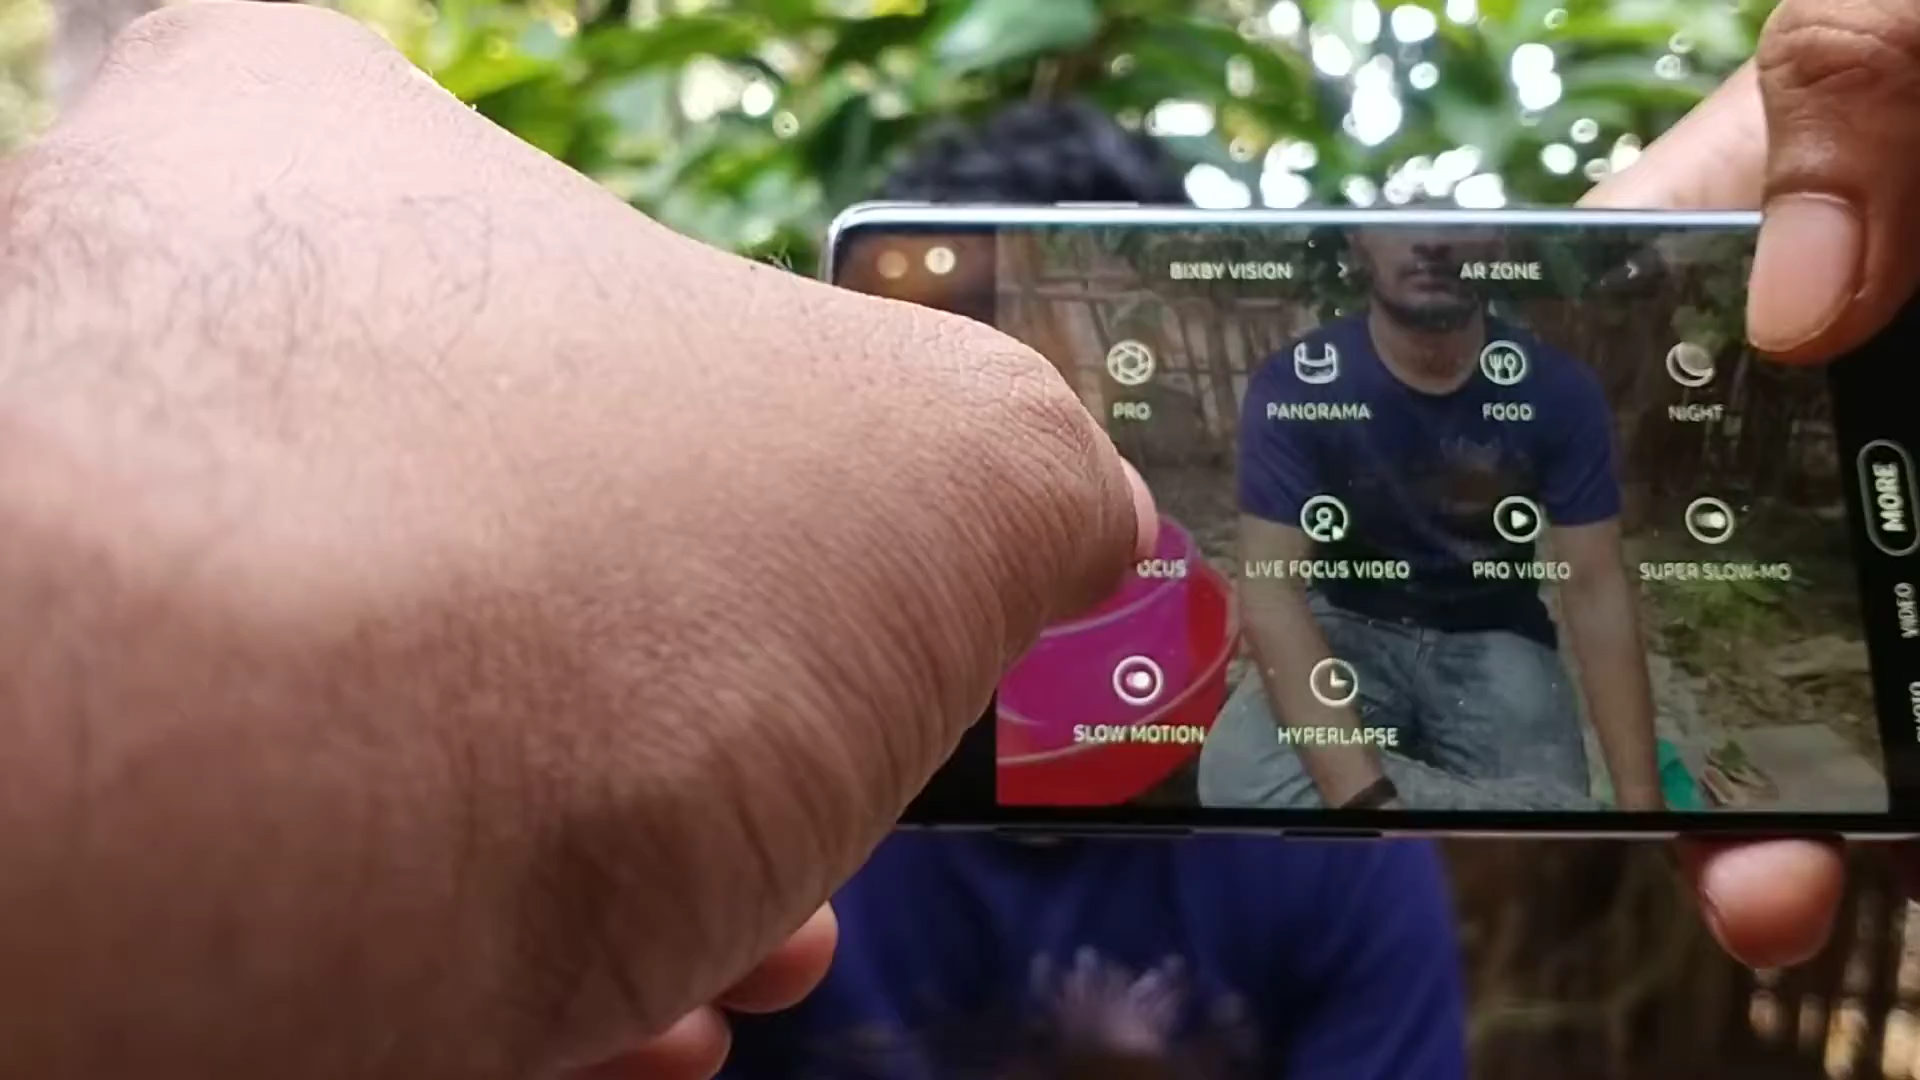 BIXBY VISION
AR ZONE
PRO
PANORAMA
FOOD
NIGHT
OCUS
LIVE FOCUS VIDEO
PRO VIDEO
SUPER SLOW-MO
SLOW MOTION
HYPERLAPSE
MORE
VIDEO